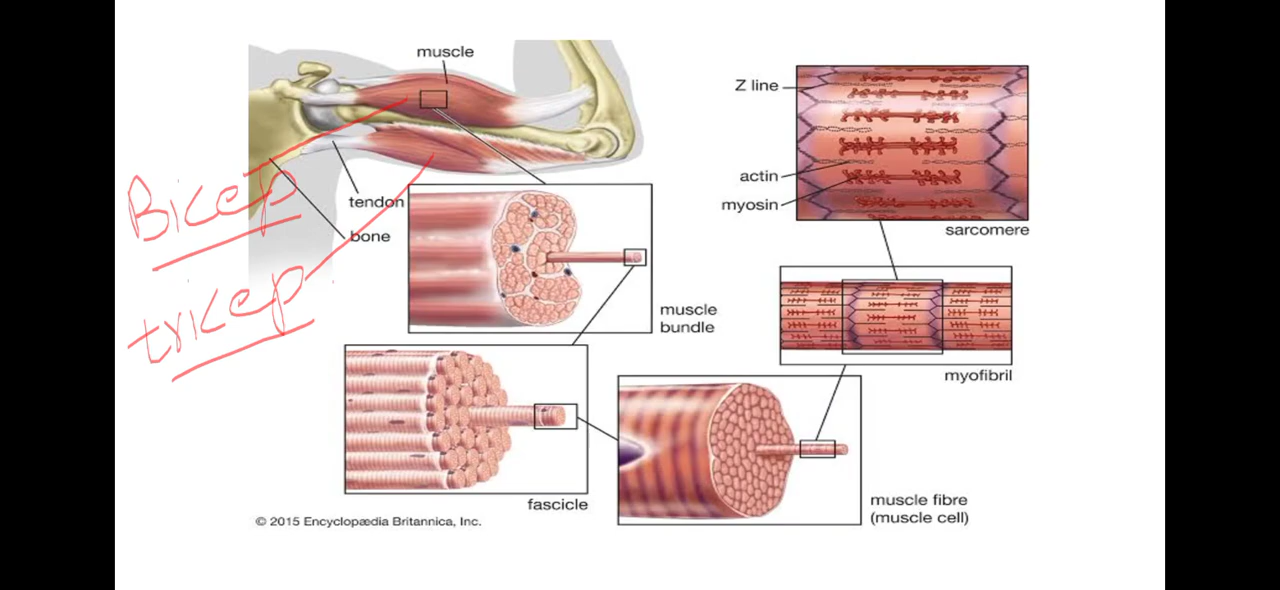 muscle
Z line
actin
myosin
sarcomere
Bicep
tendon
bone
tricep
muscle
bundle
myofibril
fascicle
muscle fibre
(muscle cell)
© 2015 Encyclopædia Britannica, Inc.